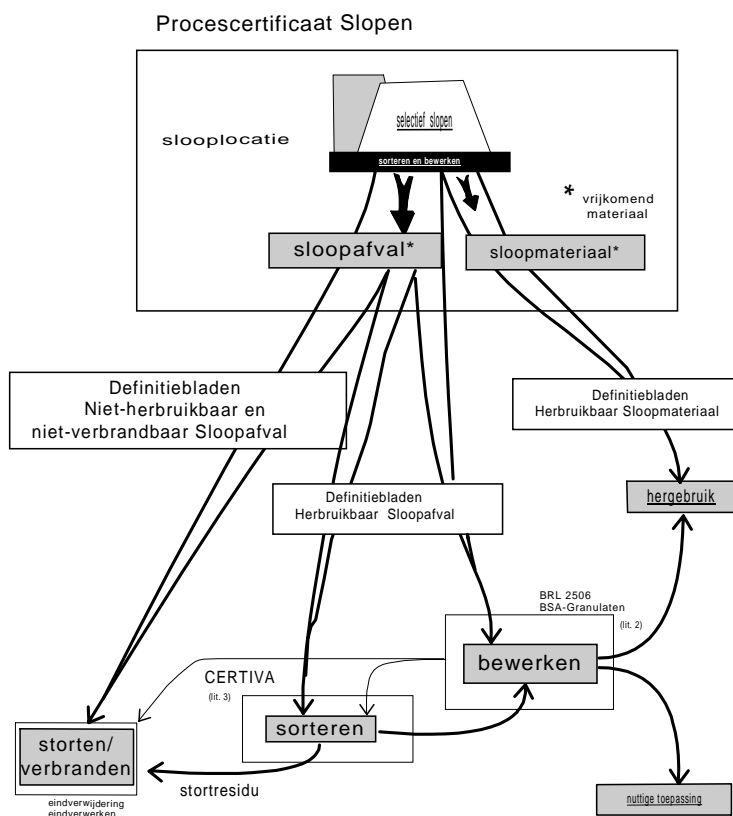 Procescertificaat Slopen
selectief slopen
slooplocatie
sorteren en bewerken
* vrijkomend
materiaal
sloopafval*
sloopmateriaal*
Definitiebladen
Niet-herbruikbaar en
niet-verbrandbaar Sloopafval
Definitiebladen
Herbruikbaar Sloopmateriaal
Definitiebladen
Herbruikbaar Sloopafval
hergebruik
BRL 2506
BSA-Granulaten
(lit. 2)
bewerken
CERTIVA
(lit. 3)
sorteren
storten/
verbranden
stortresidu
eindverwijdering
eindverwerken
nuttige toepassing